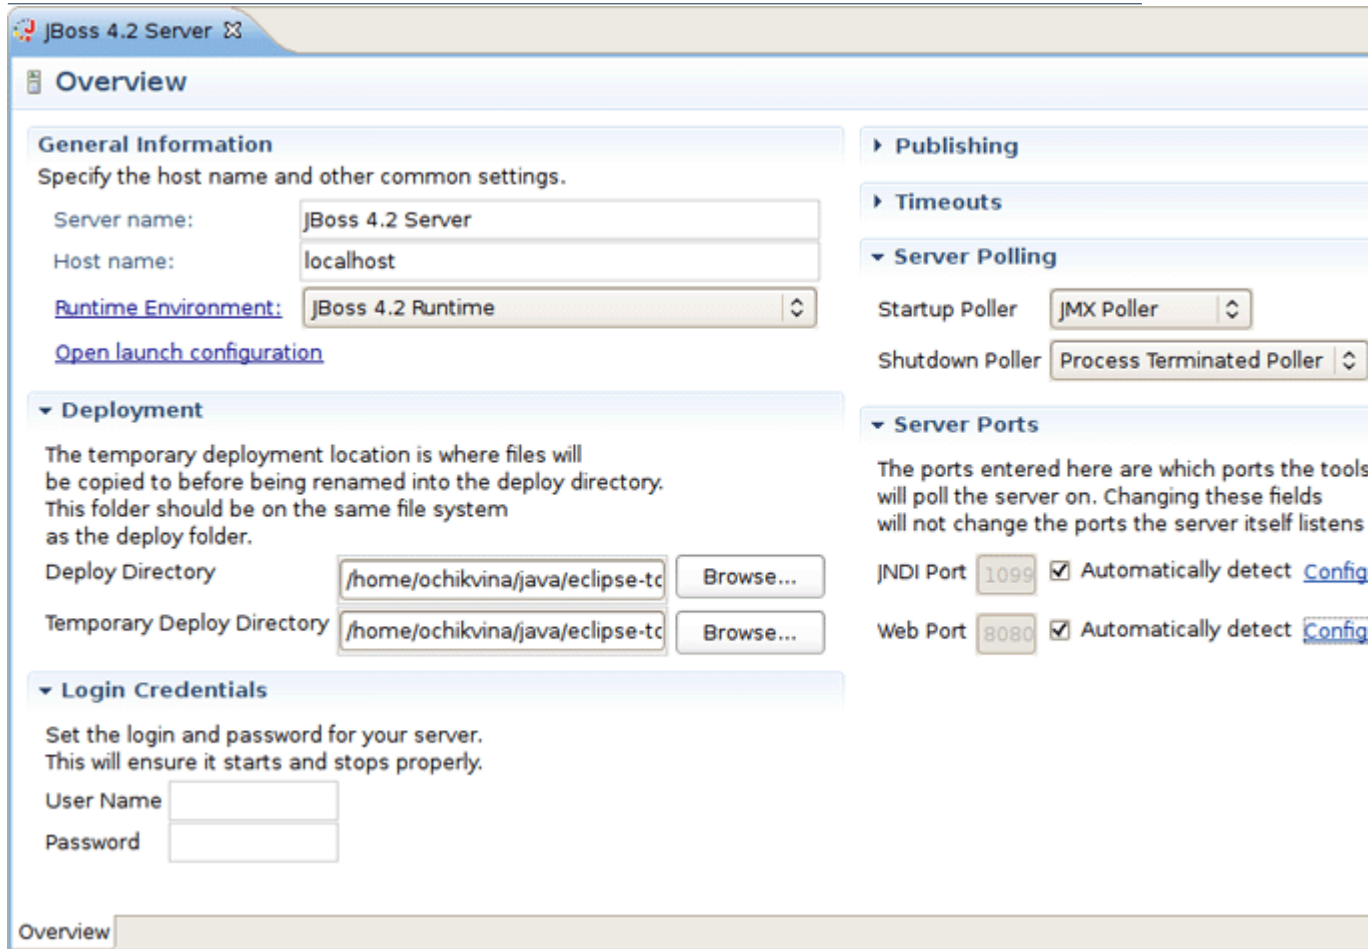 JBoss 4.2 Server
Overview
General Information
Specify the host name and other common settings.
Server name: JBoss 4.2 Server
Host name: localhost
Runtime Environment: JBoss 4.2 Runtime
Open launch configuration
Deployment
The temporary deployment location is where files will
be copied to before being renamed into the deploy directory.
This folder should be on the same file system
as the deploy folder.
Deploy Directory /home/ochikvina/java/eclipse-to Browse...
Temporary Deploy Directory /home/ochikvina/java/eclipse-to Browse...
Login Credentials
Set the login and password for your server.
This will ensure it starts and stops properly.
User Name
Password
Publishing
Timeouts
Server Polling
Startup Poller JMX Poller
Shutdown Poller Process Terminated Poller
Server Ports
The ports entered here are which ports the tools
will poll the server on. Changing these fields
will not change the ports the server itself listens
JNDI Port 1099 Automatically detect Config
Web Port 8080 Automatically detect Config
Overview